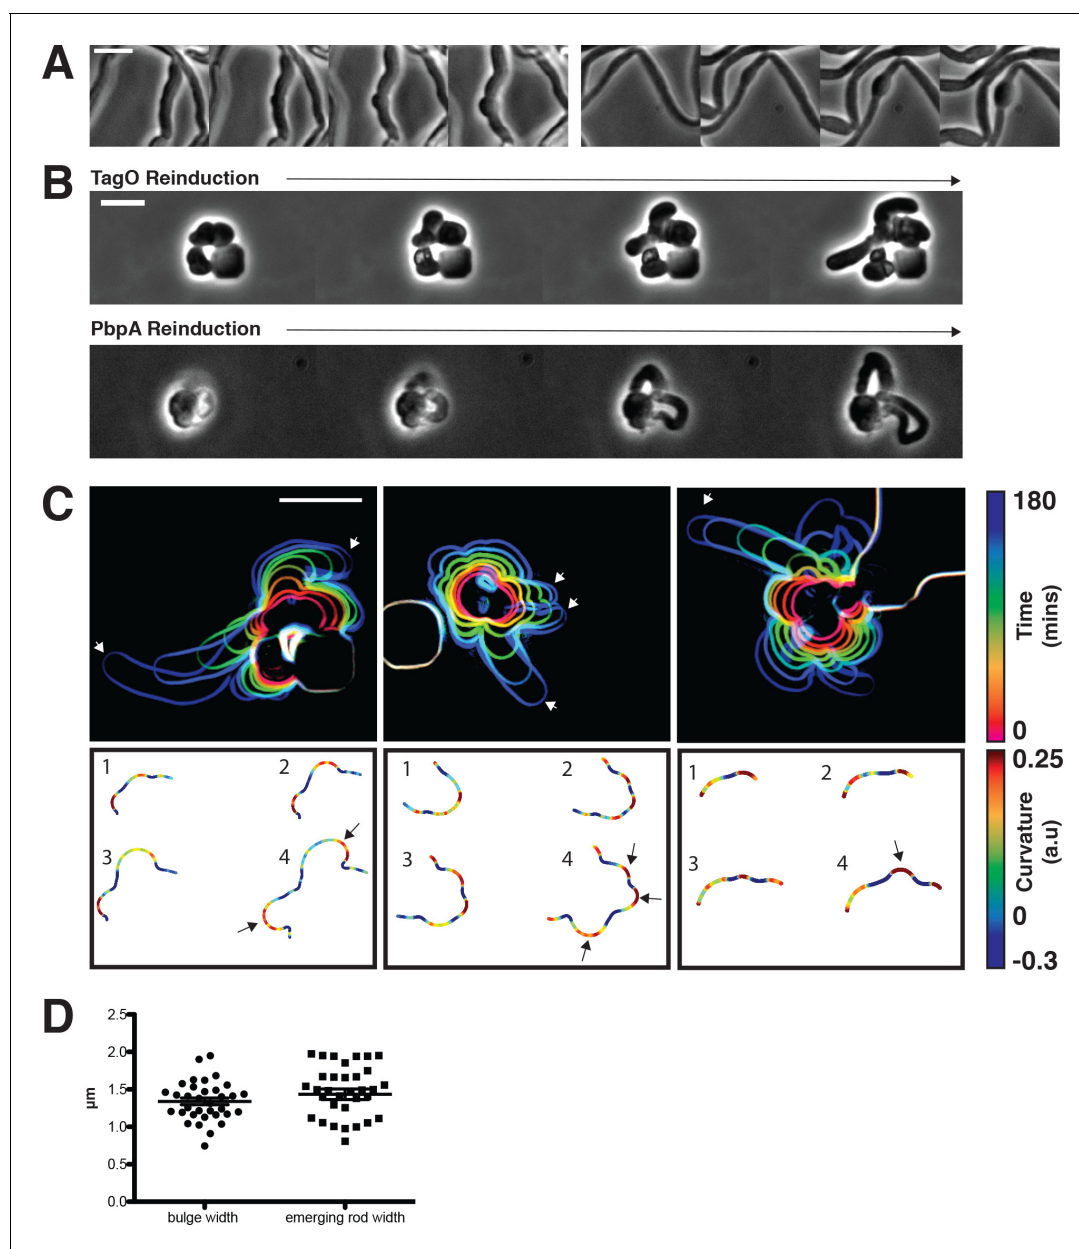 A
B
TagO Reinduction
PbpA Reinduction
C
180
Time
(mins)
0
1
2
3
4
1
2
3
4
1
2
3
4
0.25
Curvature
(a.u)
0
-0.3
D
2.5
2.0
1.5
1.0
0.5
0.0
µm
bulge width
emerging rod width